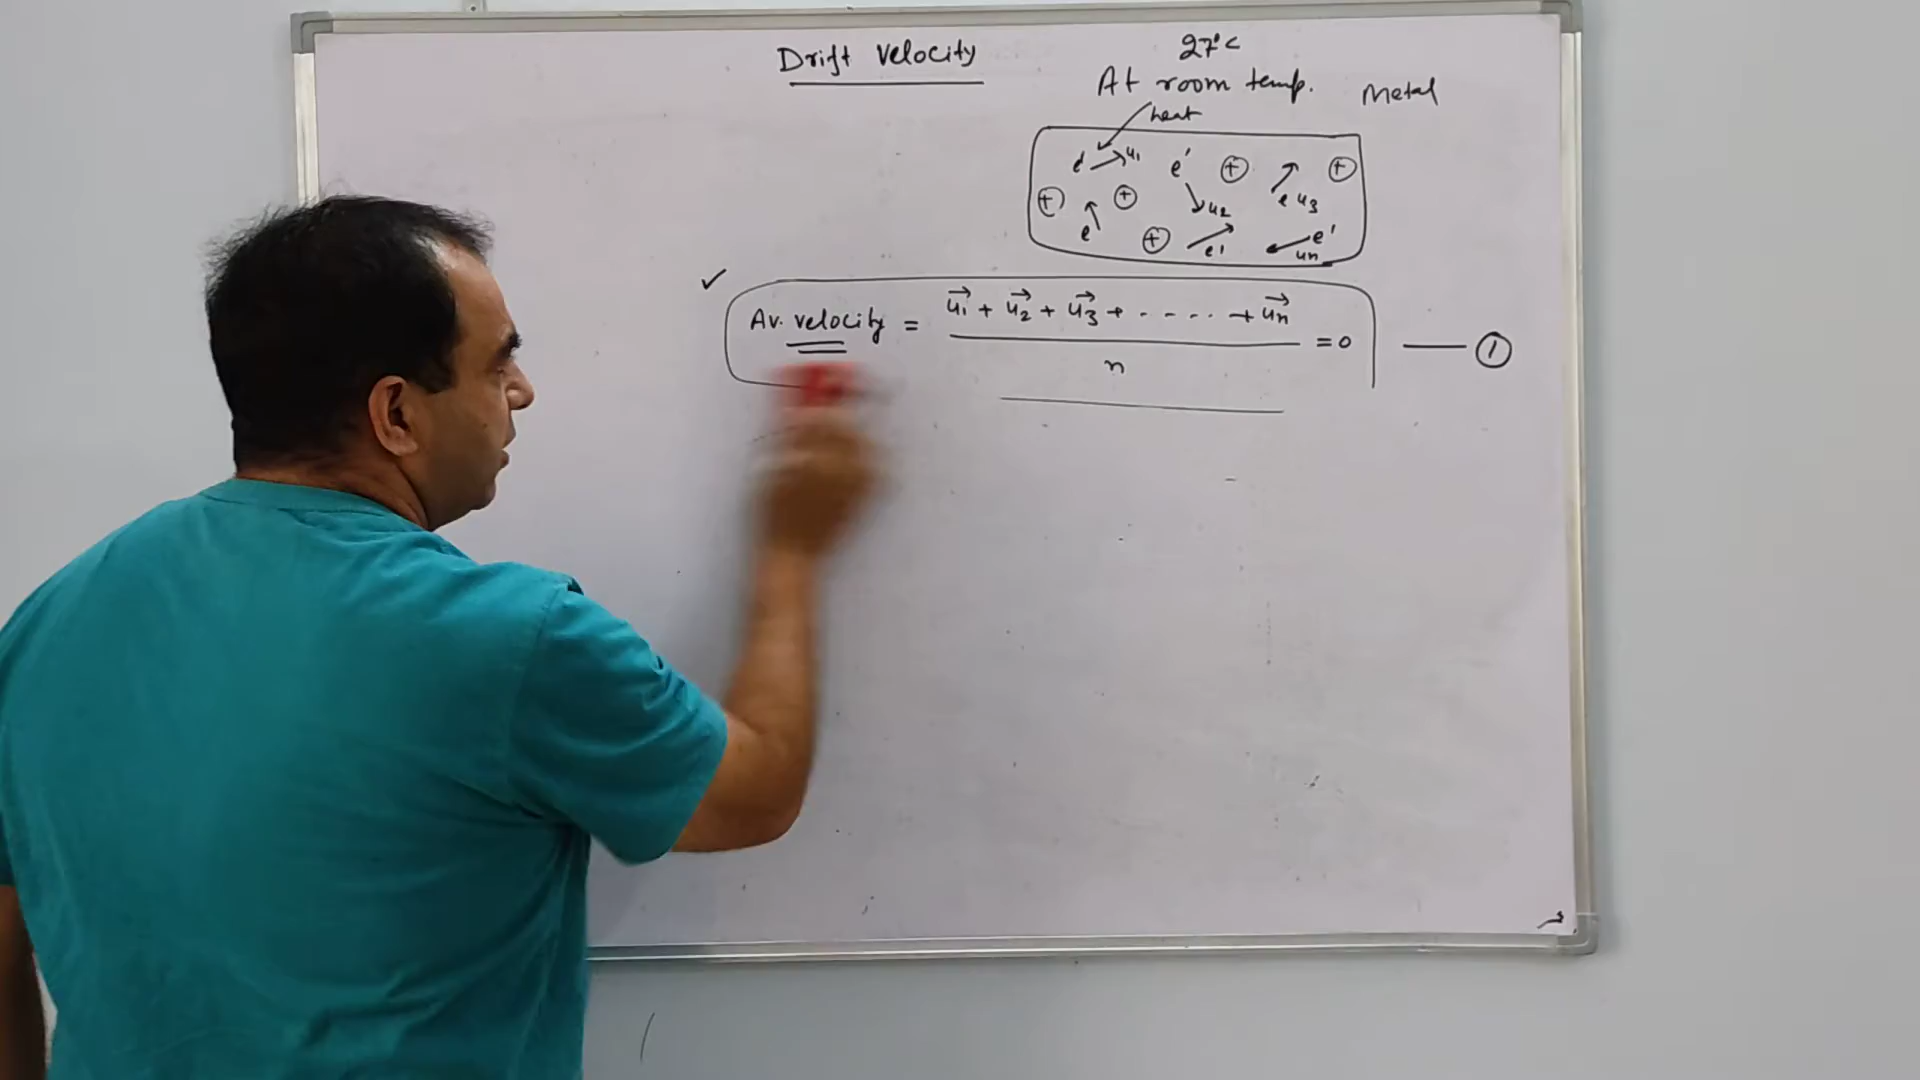 Drift Velocity
27°C
At room temp. Metal
heat
e' u1 e' + e u3 +
+ e + u2 + e' e' un
Av. velocity = u1→ + u2→ + u3→ + ..... + un→ / n = 0 —— ①